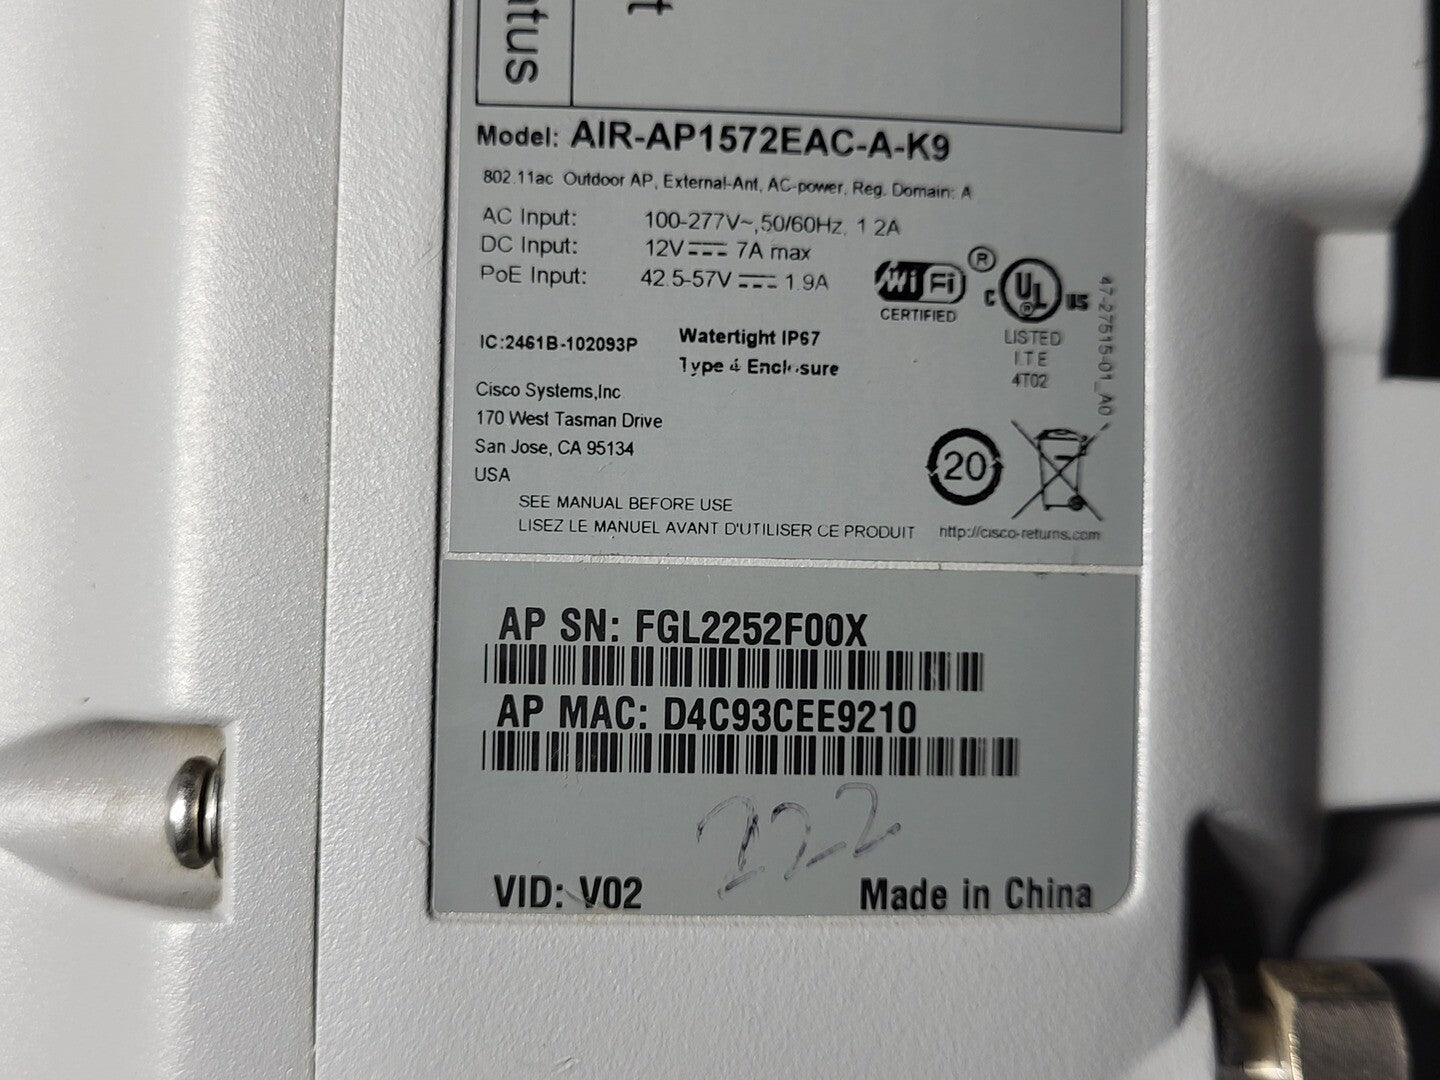 Model: AIR-AP1572EAC-A-K9
802.11ac Outdoor AP, External-Ant, AC-power, Reg. Domain: A
AC Input: 100-277V~,50/60Hz, 1.2A
DC Input: 12V 7A max
PoE Input: 42.5-57V 1.9A
WiFi ®
CERTIFIED
C UL ® US
LISTED
I.T.E
4T02
47-27515-01_A0
IC:2461B-102093P
Watertight IP67
Type 4 Enclosure
Cisco Systems,Inc
170 West Tasman Drive
San Jose, CA 95134
USA
20
SEE MANUAL BEFORE USE
LISEZ LE MANUEL AVANT D'UTILISER CE PRODUIT
http://cisco-returns.com
AP SN: FGL2252F00X
AP MAC: D4C93CEE9210
222
VID: V02
Made in China